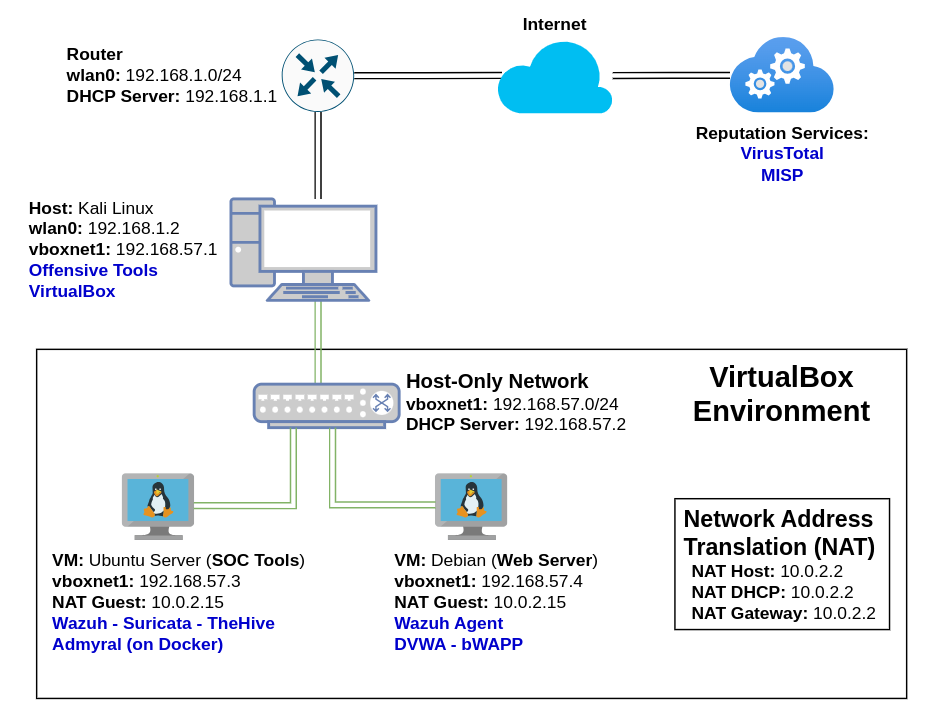 Internet
Router
wlan0: 192.168.1.0/24
DHCP Server: 192.168.1.1
Reputation Services:
VirusTotal
MISP
Host: Kali Linux
wlan0: 192.168.1.2
vboxnet1: 192.168.57.1
Offensive Tools
VirtualBox
VirtualBox
Environment
Host-Only Network
vboxnet1: 192.168.57.0/24
DHCP Server: 192.168.57.2
VM: Ubuntu Server (SOC Tools)
vboxnet1: 192.168.57.3
NAT Guest: 10.0.2.15
Wazuh - Suricata - TheHive
Admyral (on Docker)
VM: Debian (Web Server)
vboxnet1: 192.168.57.4
NAT Guest: 10.0.2.15
Wazuh Agent
DVWA - bWAPP
Network Address
Translation (NAT)
NAT Host: 10.0.2.2
NAT DHCP: 10.0.2.2
NAT Gateway: 10.0.2.2